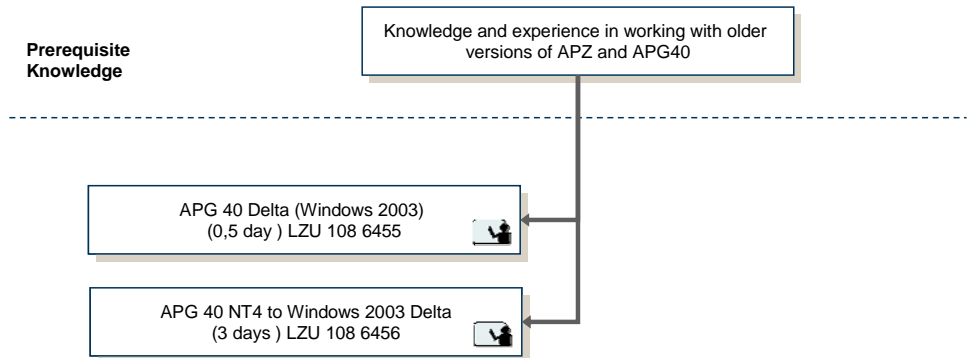 Knowledge and experience in working with older
versions of APZ and APG40
Prerequisite
Knowledge
APG 40 Delta (Windows 2003)
(0,5 day ) LZU 108 6455
APG 40 NT4 to Windows 2003 Delta
(3 days ) LZU 108 6456